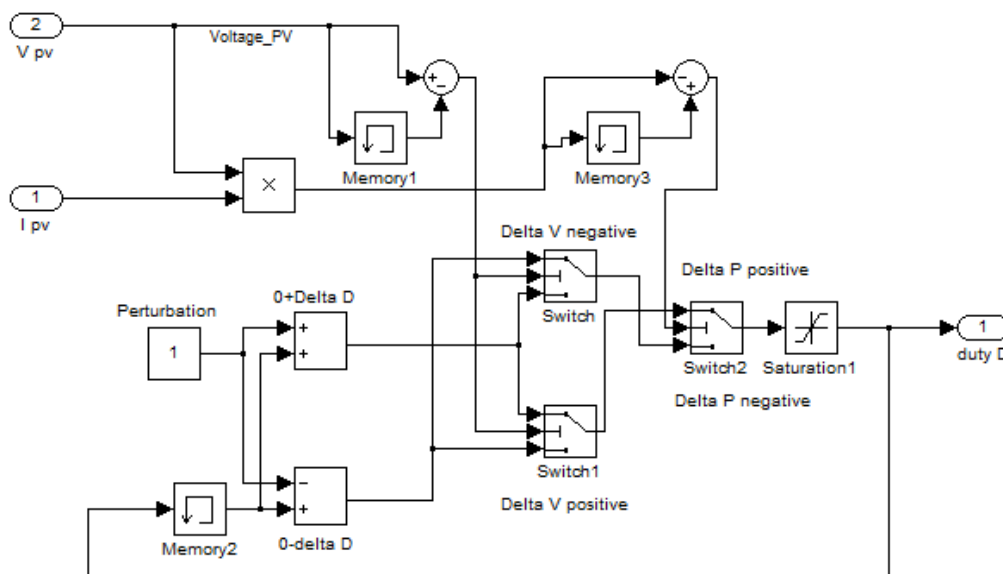 2
V pv
Voltage_PV
+
−
−
+
Memory1
Memory3
×
1
I pv
Delta V negative
Delta P positive
0+Delta D
Perturbation
+
+
1
Switch
1
duty D
Switch2
Saturation1
Delta P negative
Switch1
−
+
Delta V positive
Memory2
0-delta D